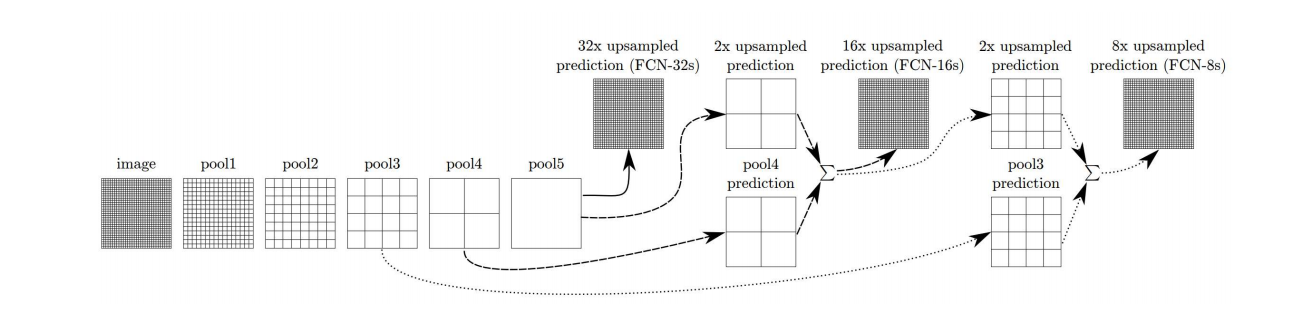 32x upsampled
prediction (FCN-32s)
2x upsampled
prediction
16x upsampled
prediction (FCN-16s)
2x upsampled
prediction
8x upsampled
prediction (FCN-8s)
image
pool1
pool2
pool3
pool4
pool5
pool4
prediction
∑
pool3
prediction
∑